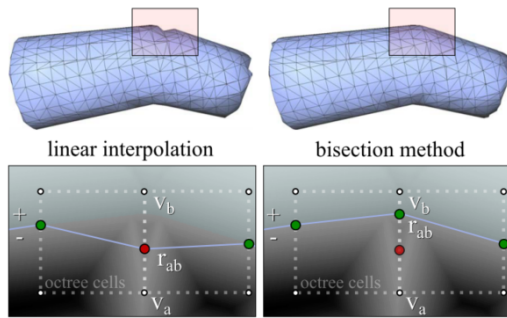 linear interpolation
bisection method
v_b
+
-
r_ab
octree cells
v_a
v_b
+
-
r_ab
octree cells
v_a